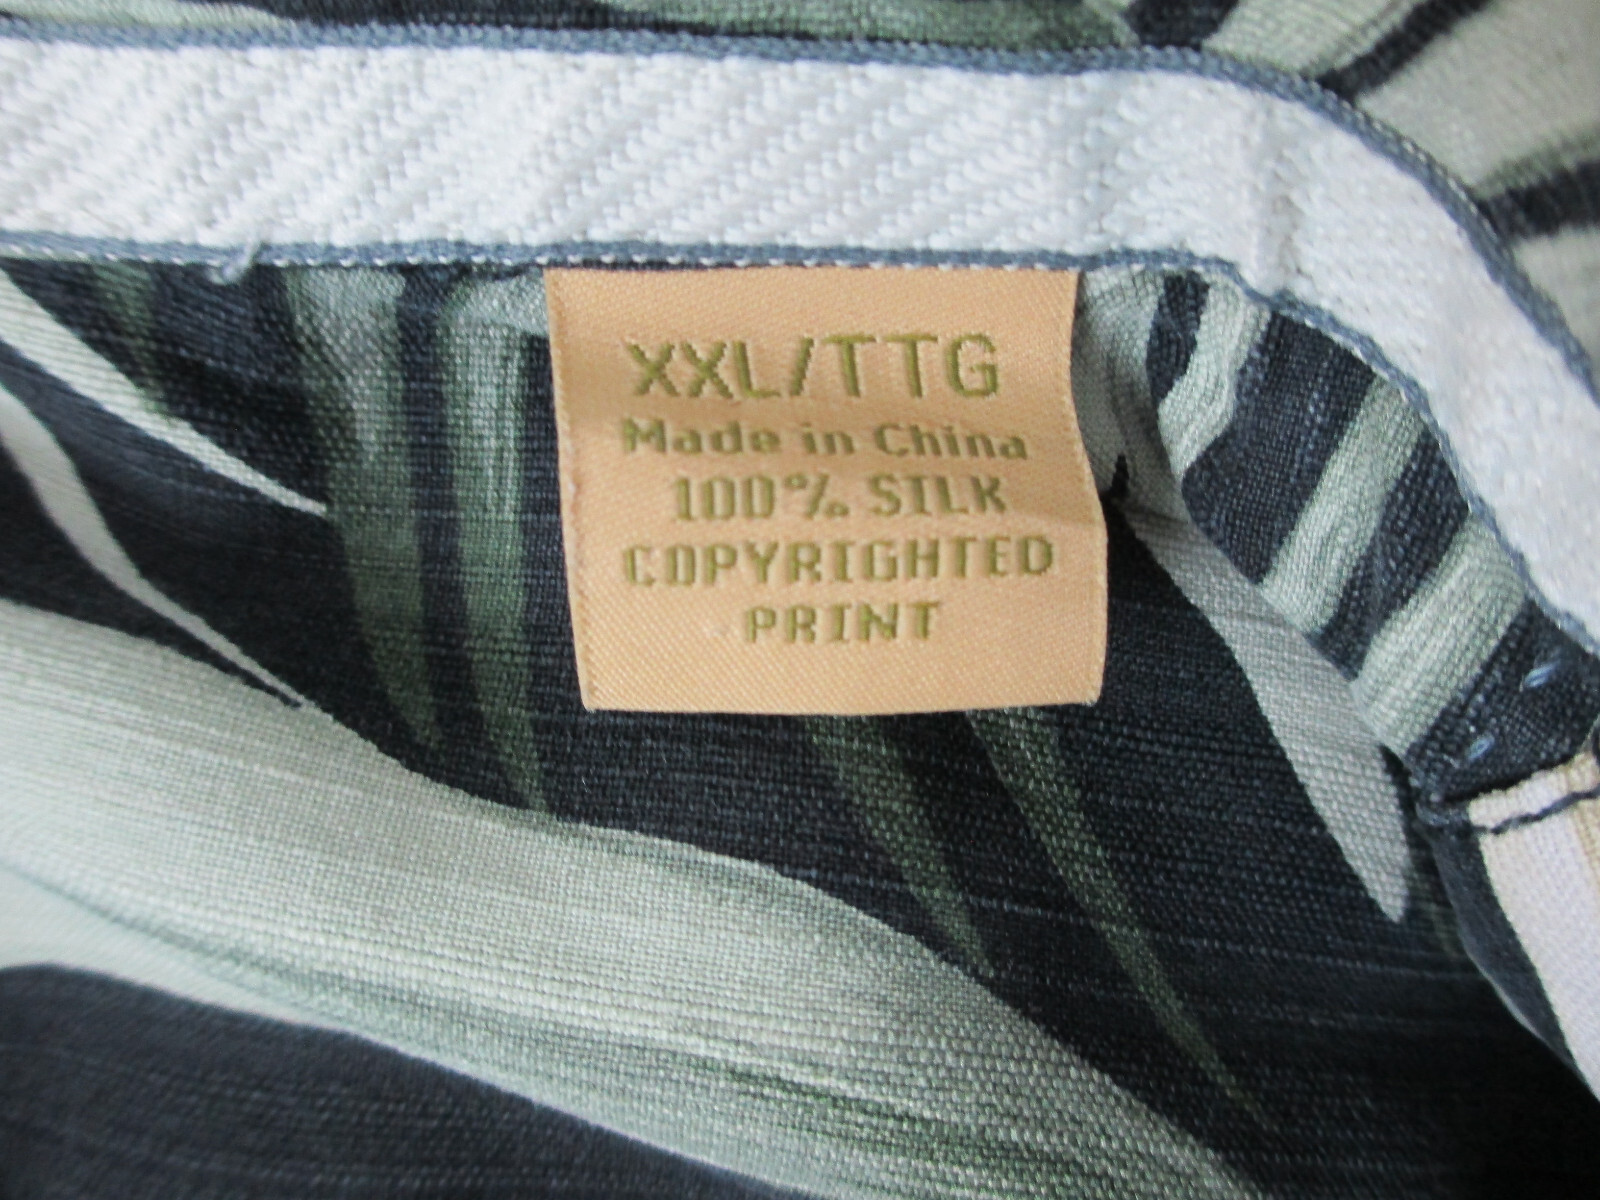 XXL/TTG
Made in China
100% SILK
COPYRIGHTED
PRINT